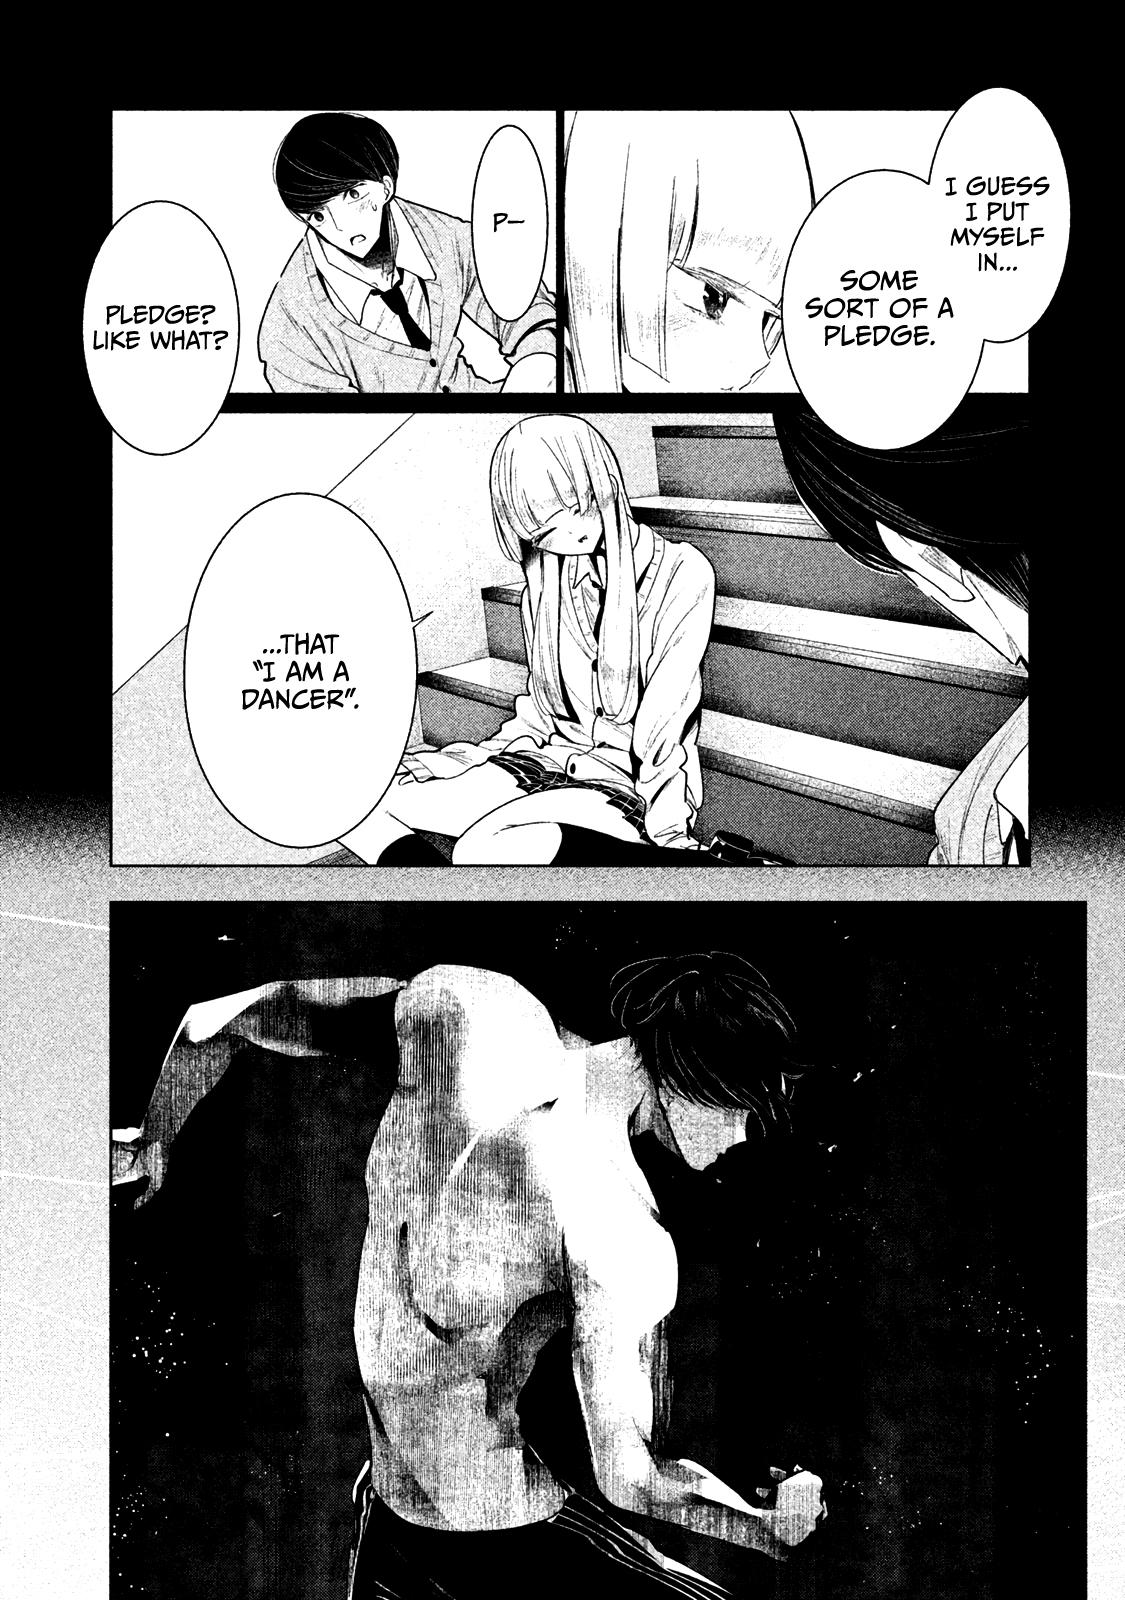 I GUESS
I PUT
MYSELF
IN...
SOME
SORT OF A
PLEDGE.
P—
PLEDGE?
LIKE WHAT?
...THAT
"I AM A
DANCER".